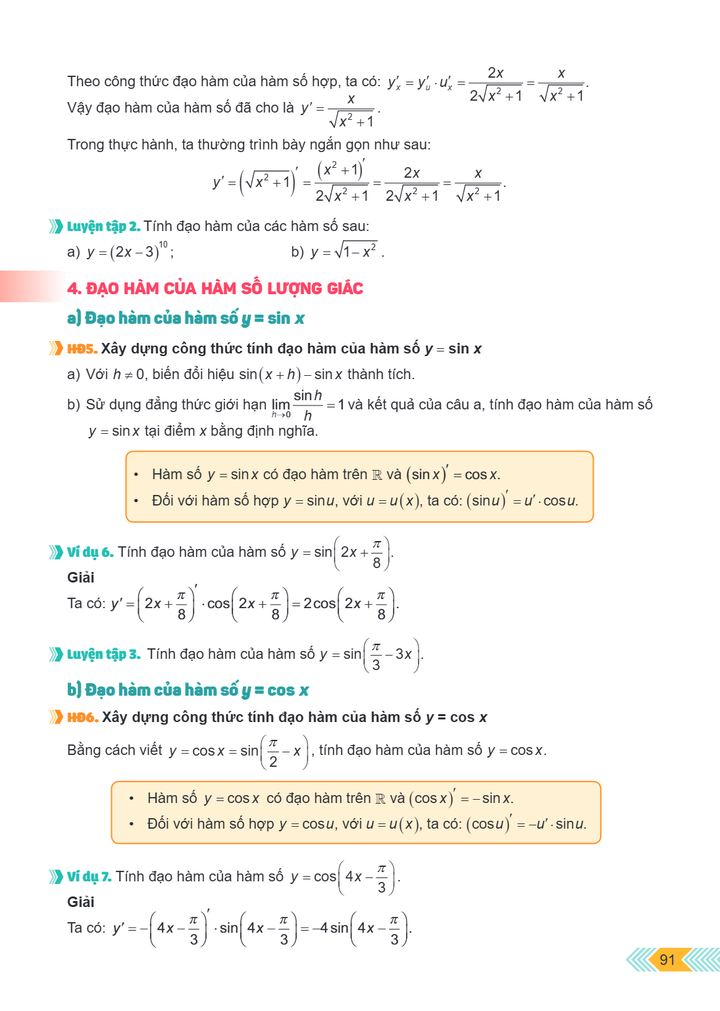 Theo công thức đạo hàm của hàm số hợp, ta có: y′ₓ = y′ᵤ · u′ₓ = 2x / (2√(x² + 1)) = x / √(x² + 1).
Vậy đạo hàm của hàm số đã cho là y′ = x / √(x² + 1).
Trong thực hành, ta thường trình bày ngắn gọn như sau:
y′ = (√(x² + 1))′ = (x² + 1)′ / (2√(x² + 1)) = 2x / (2√(x² + 1)) = x / √(x² + 1).
Luyện tập 2. Tính đạo hàm của các hàm số sau:
a) y = (2x − 3)¹⁰; b) y = √(1 − x²).
4. ĐẠO HÀM CỦA HÀM SỐ LƯỢNG GIÁC
a) Đạo hàm của hàm số y = sin x
HĐ5. Xây dựng công thức tính đạo hàm của hàm số y = sin x
a) Với h ≠ 0, biến đổi hiệu sin(x + h) − sin x thành tích.
b) Sử dụng đẳng thức giới hạn lim h→0 sin h / h = 1 và kết quả của câu a, tính đạo hàm của hàm số
y = sin x tại điểm x bằng định nghĩa.
• Hàm số y = sin x có đạo hàm trên ℝ và (sin x)′ = cos x.
• Đối với hàm số hợp y = sin u, với u = u(x), ta có: (sin u)′ = u′ · cos u.
Ví dụ 6. Tính đạo hàm của hàm số y = sin(2x + π/8).
Giải
Ta có: y′ = (2x + π/8)′ · cos(2x + π/8) = 2cos(2x + π/8).
Luyện tập 3. Tính đạo hàm của hàm số y = sin(π/3 − 3x).
b) Đạo hàm của hàm số y = cos x
HĐ6. Xây dựng công thức tính đạo hàm của hàm số y = cos x
Bằng cách viết y = cos x = sin(π/2 − x), tính đạo hàm của hàm số y = cos x.
• Hàm số y = cos x có đạo hàm trên ℝ và (cos x)′ = − sin x.
• Đối với hàm số hợp y = cos u, với u = u(x), ta có: (cos u)′ = −u′ · sin u.
Ví dụ 7. Tính đạo hàm của hàm số y = cos(4x − π/3).
Giải
Ta có: y′ = −(4x − π/3)′ · sin(4x − π/3) = −4 sin(4x − π/3).
91